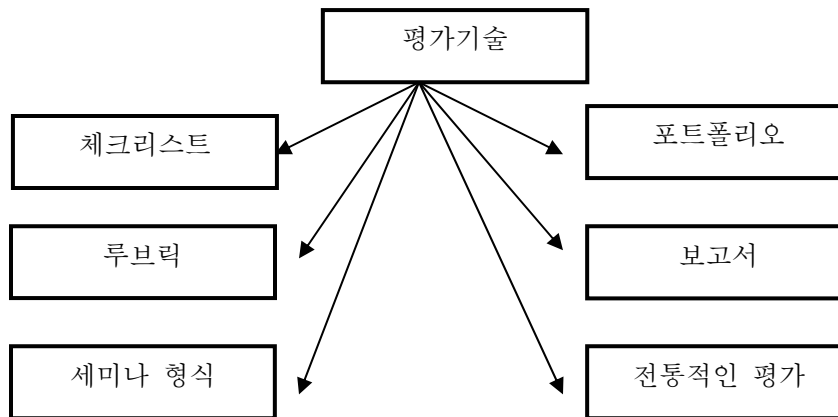 평가기술
체크리스트
포트폴리오
루브릭
보고서
세미나 형식
전통적인 평가